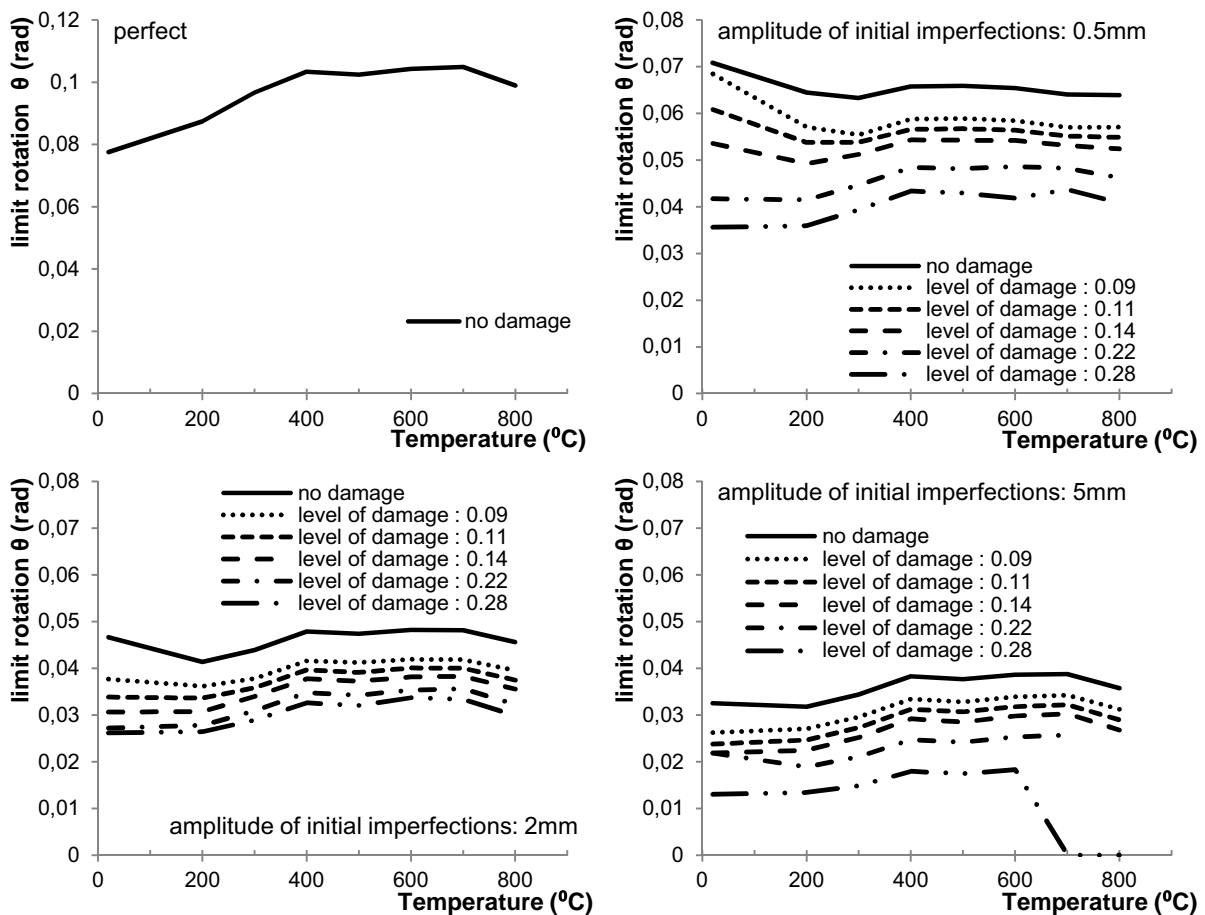 perfect
limit rotation θ (rad)
0,12
0,1
0,08
0,06
0,04
0,02
0
no damage
0 200 400 600 800
Temperature (⁰C)
amplitude of initial imperfections: 0.5mm
limit rotation θ (rad)
0,08
0,07
0,06
0,05
0,04
0,03
0,02
0,01
0
no damage
level of damage : 0.09
level of damage : 0.11
level of damage : 0.14
level of damage : 0.22
level of damage : 0.28
0 200 400 600 800
Temperature (⁰C)
limit rotation θ (rad)
0,08
0,07
0,06
0,05
0,04
0,03
0,02
0,01
0
no damage
level of damage : 0.09
level of damage : 0.11
level of damage : 0.14
level of damage : 0.22
level of damage : 0.28
amplitude of initial imperfections: 2mm
0 200 400 600 800
Temperature (⁰C)
amplitude of initial imperfections: 5mm
limit rotation θ (rad)
0,08
0,07
0,06
0,05
0,04
0,03
0,02
0,01
0
no damage
level of damage : 0.09
level of damage : 0.11
level of damage : 0.14
level of damage : 0.22
level of damage : 0.28
0 200 400 600 800
Temperature (⁰C)